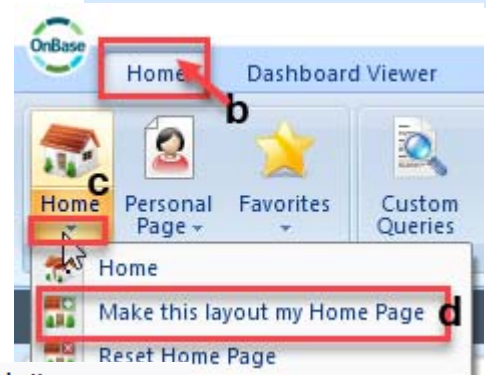 OnBase
Home Dashboard Viewer
b
c
Home Personal Page Favorites Custom Queries
Home
Make this layout my Home Page d
Reset Home Page